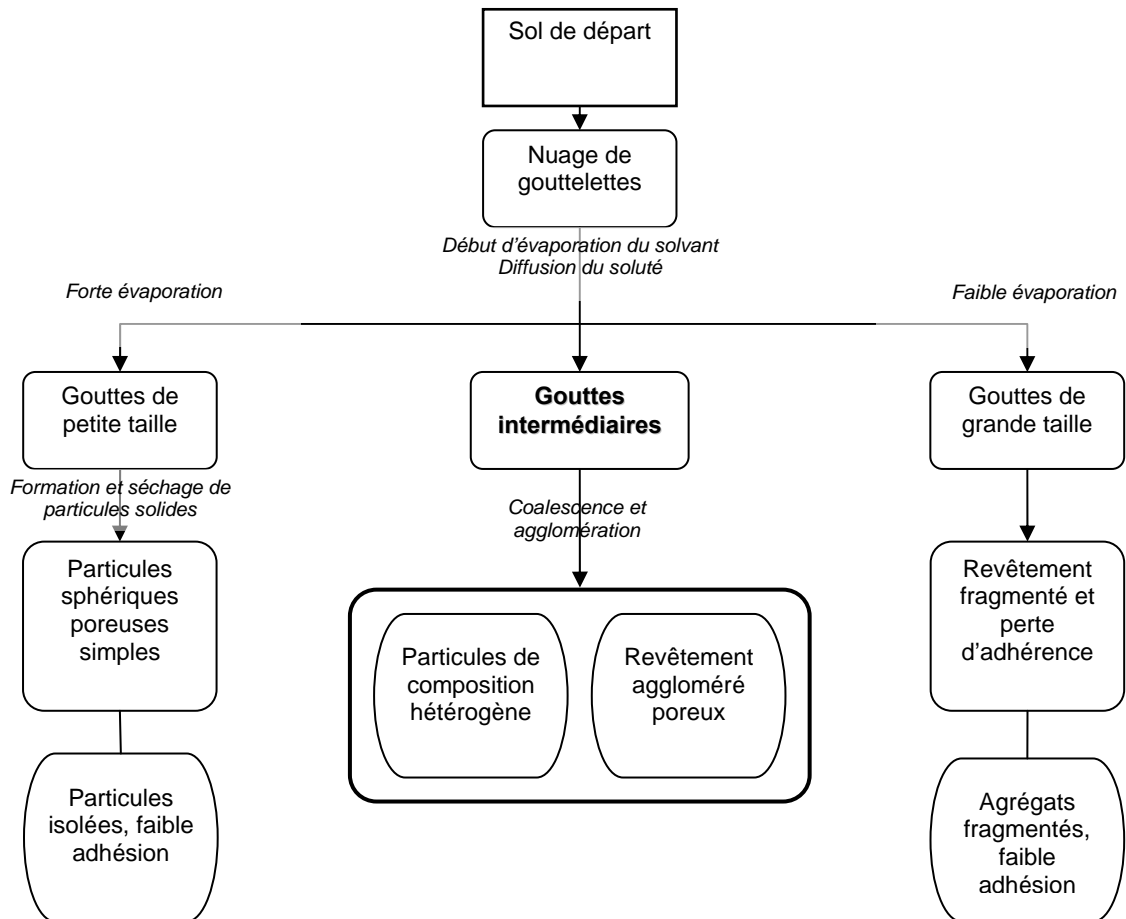 Sol de départ
Nuage de
gouttelettes
Début d'évaporation du solvant
Diffusion du soluté
Forte évaporation
Faible évaporation
Gouttes de
petite taille
Gouttes
intermédiaires
Gouttes de
grande taille
Formation et séchage de
particules solides
Coalescence et
agglomération
Particules
sphériques
poreuses
simples
Particules de
composition
hétérogène
Revêtement
aggloméré
poreux
Revêtement
fragmenté et
perte
d'adhérence
Particules
isolées, faible
adhésion
Agrégats
fragmentés,
faible
adhésion